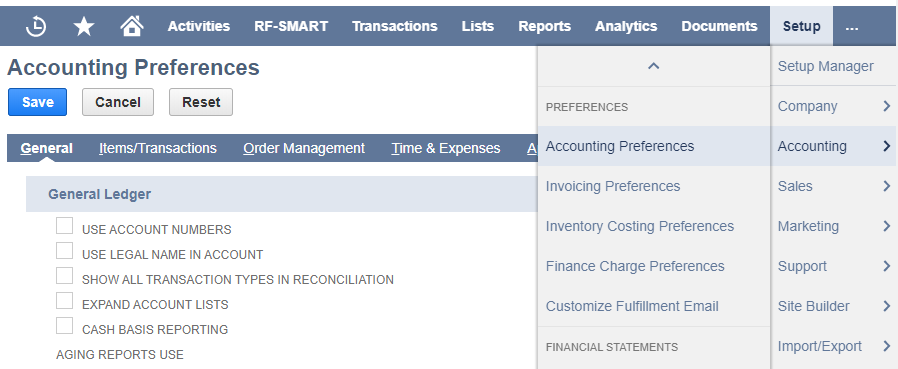 Activities RF-SMART Transactions Lists Reports Analytics Documents Setup ...
Accounting Preferences
Save Cancel Reset
General Items/Transactions Order Management Time & Expenses A
General Ledger
USE ACCOUNT NUMBERS
USE LEGAL NAME IN ACCOUNT
SHOW ALL TRANSACTION TYPES IN RECONCILIATION
EXPAND ACCOUNT LISTS
CASH BASIS REPORTING
AGING REPORTS USE
PREFERENCES
Accounting Preferences
Invoicing Preferences
Inventory Costing Preferences
Finance Charge Preferences
Customize Fulfillment Email
FINANCIAL STATEMENTS
Setup Manager
Company
Accounting
Sales
Marketing
Support
Site Builder
Import/Export